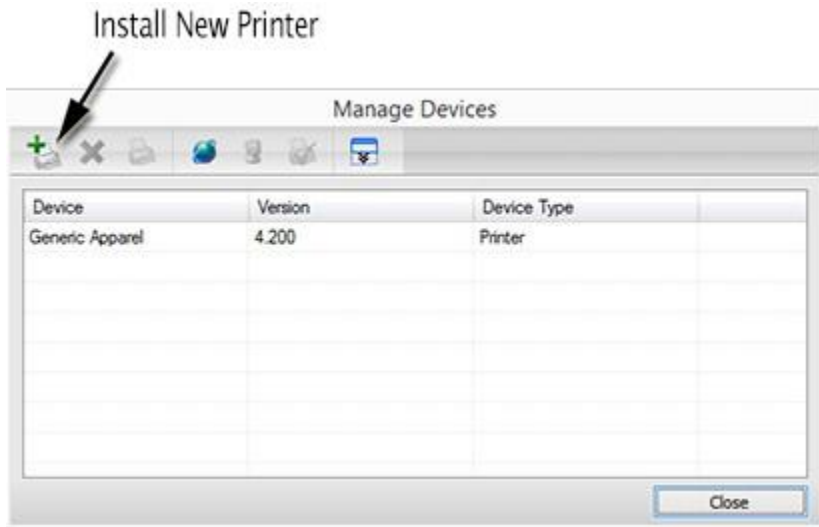 Install New Printer
Manage Devices
Device Version Device Type
Generic Apparel 4.200 Printer
Close